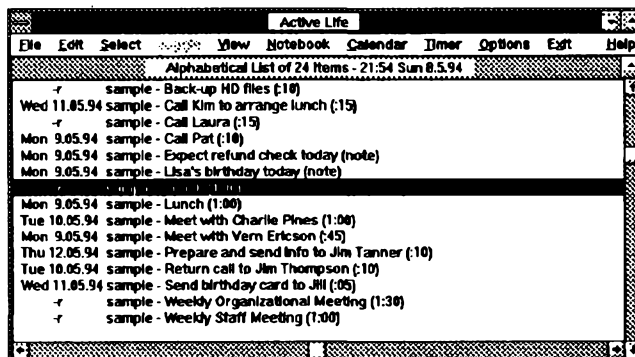 Active Life
File Edit Select View Notebook Calendar Timer Options Exit Help
Alphabetical List of 24 Items - 21:54 Sun 8.5.94
-r sample - Back-up HD files (:10)
Wed 11.05.94 sample - Call Kim to arrange lunch (:15)
-r sample - Call Laura (:15)
Mon 9.05.94 sample - Call Pat (:10)
Mon 9.05.94 sample - Expect refund check today (note)
Mon 9.05.94 sample - Lisa's birthday today (note)
Mon 9.05.94 sample - Lunch (1:00)
Tue 10.05.94 sample - Meet with Charlie Pines (1:00)
Mon 9.05.94 sample - Meet with Vern Ericson (:45)
Thu 12.05.94 sample - Prepare and send info to Jim Tanner (:10)
Tue 10.05.94 sample - Return call to Jim Thompson (:10)
Wed 11.05.94 sample - Send birthday card to Jill (:05)
-r sample - Weekly Organizational Meeting (1:30)
-r sample - Weekly Staff Meeting (1:00)